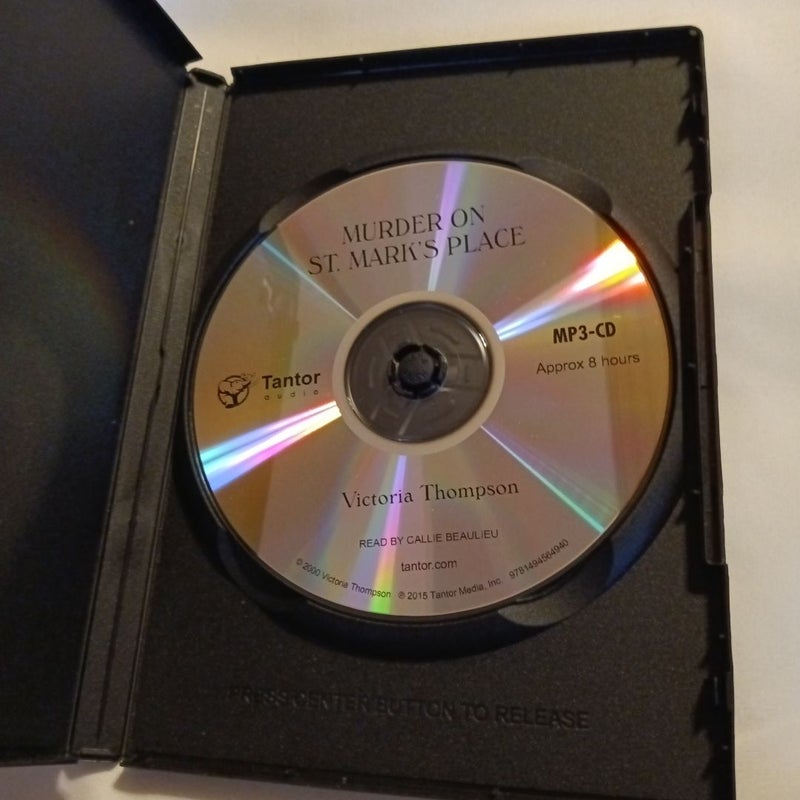 MURDER ON
ST. MARK'S PLACE
MP3-CD
Approx 8 hours
Tantor
audio
Victoria Thompson
READ BY CALLIE BEAULIEU
tantor.com
© 2000 Victoria Thompson ℗ 2015 Tantor Media, Inc. 9781494564940
PRESS CENTER BUTTON TO RELEASE